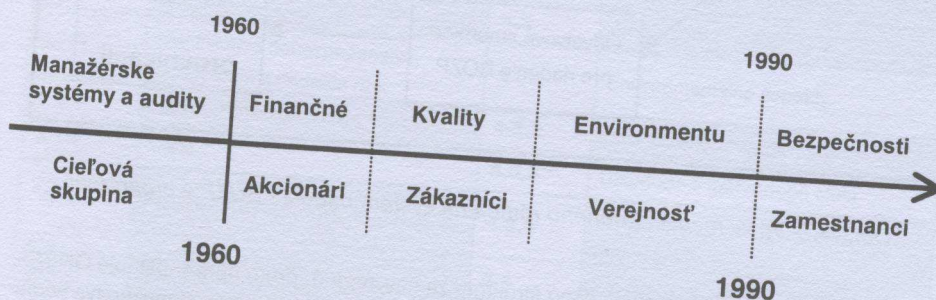 1960
1990
Manažérske
systémy a audity
Finančné
Kvality
Environmentu
Bezpečnosti
Cieľová
skupina
Akcionári
Zákazníci
Verejnosť
Zamestnanci
1960
1990